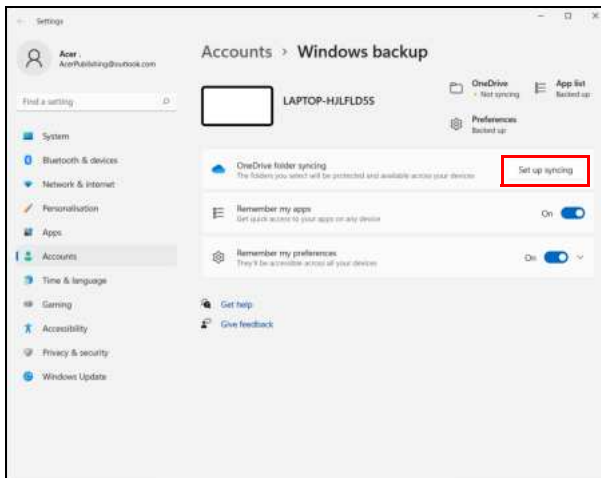 Settings
Acer .
AcerPublishing@outlook.com
Find a setting
System
Bluetooth & devices
Network & internet
Personalisation
Apps
Accounts
Time & language
Gaming
Accessibility
Privacy & security
Windows Update
Accounts > Windows backup
LAPTOP-HJLFLD5S
OneDrive
Not syncing
App list
Backed up
Preferences
Backed up
OneDrive folder syncing
The folders you select will be protected and available across your devices
Set up syncing
Remember my apps
Get quick access to your apps on any device
On
Remember my preferences
They'll be accessible across all your devices
On
Get help
Give feedback